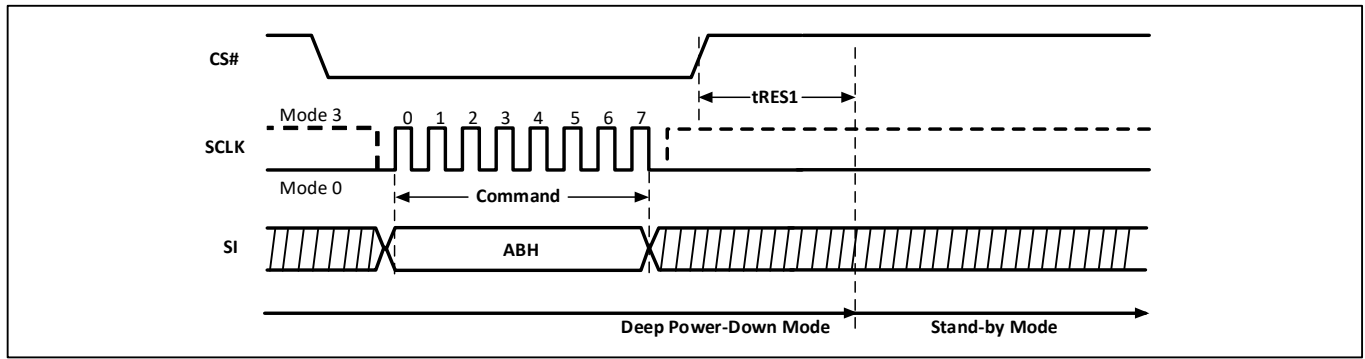 CS#
tRES1
Mode 3
0 1 2 3 4 5 6 7
SCLK
Mode 0
Command
SI
ABH
Deep Power-Down Mode
Stand-by Mode